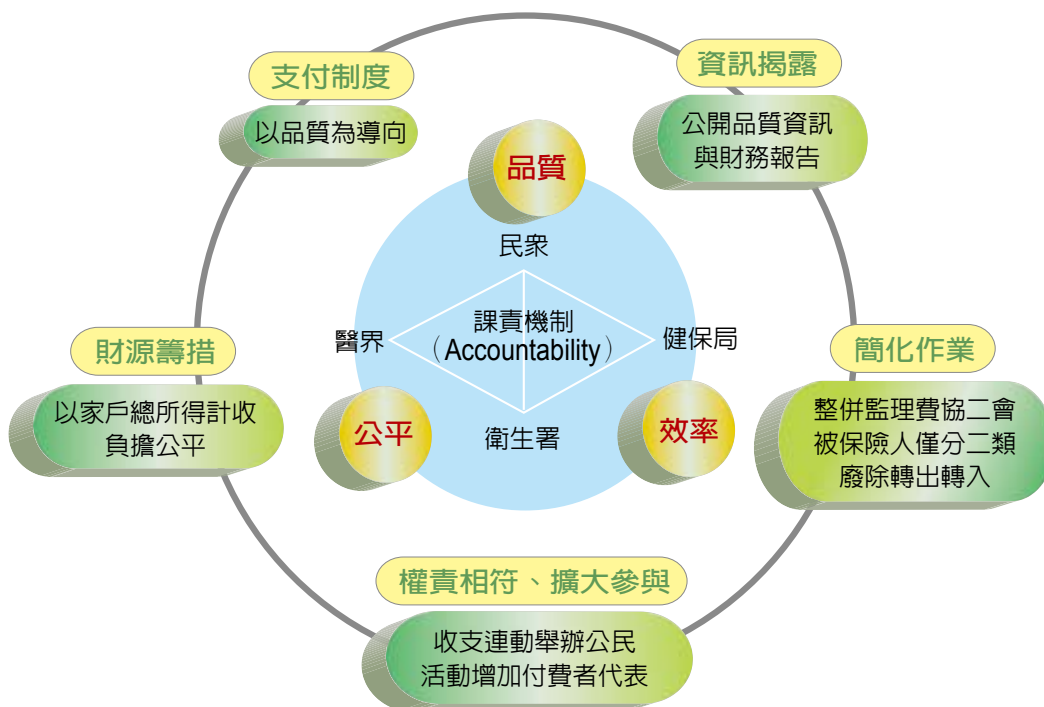 支付制度
以品質為導向
資訊揭露
公開品質資訊
與財務報告
品質
民眾
醫界
課責機制
（Accountability）
健保局
衛生署
公平
效率
財源籌措
以家戶總所得計收
負擔公平
簡化作業
整併監理費協二會
被保險人僅分二類
廢除轉出轉入
權責相符、擴大參與
收支連動舉辦公民
活動增加付費者代表